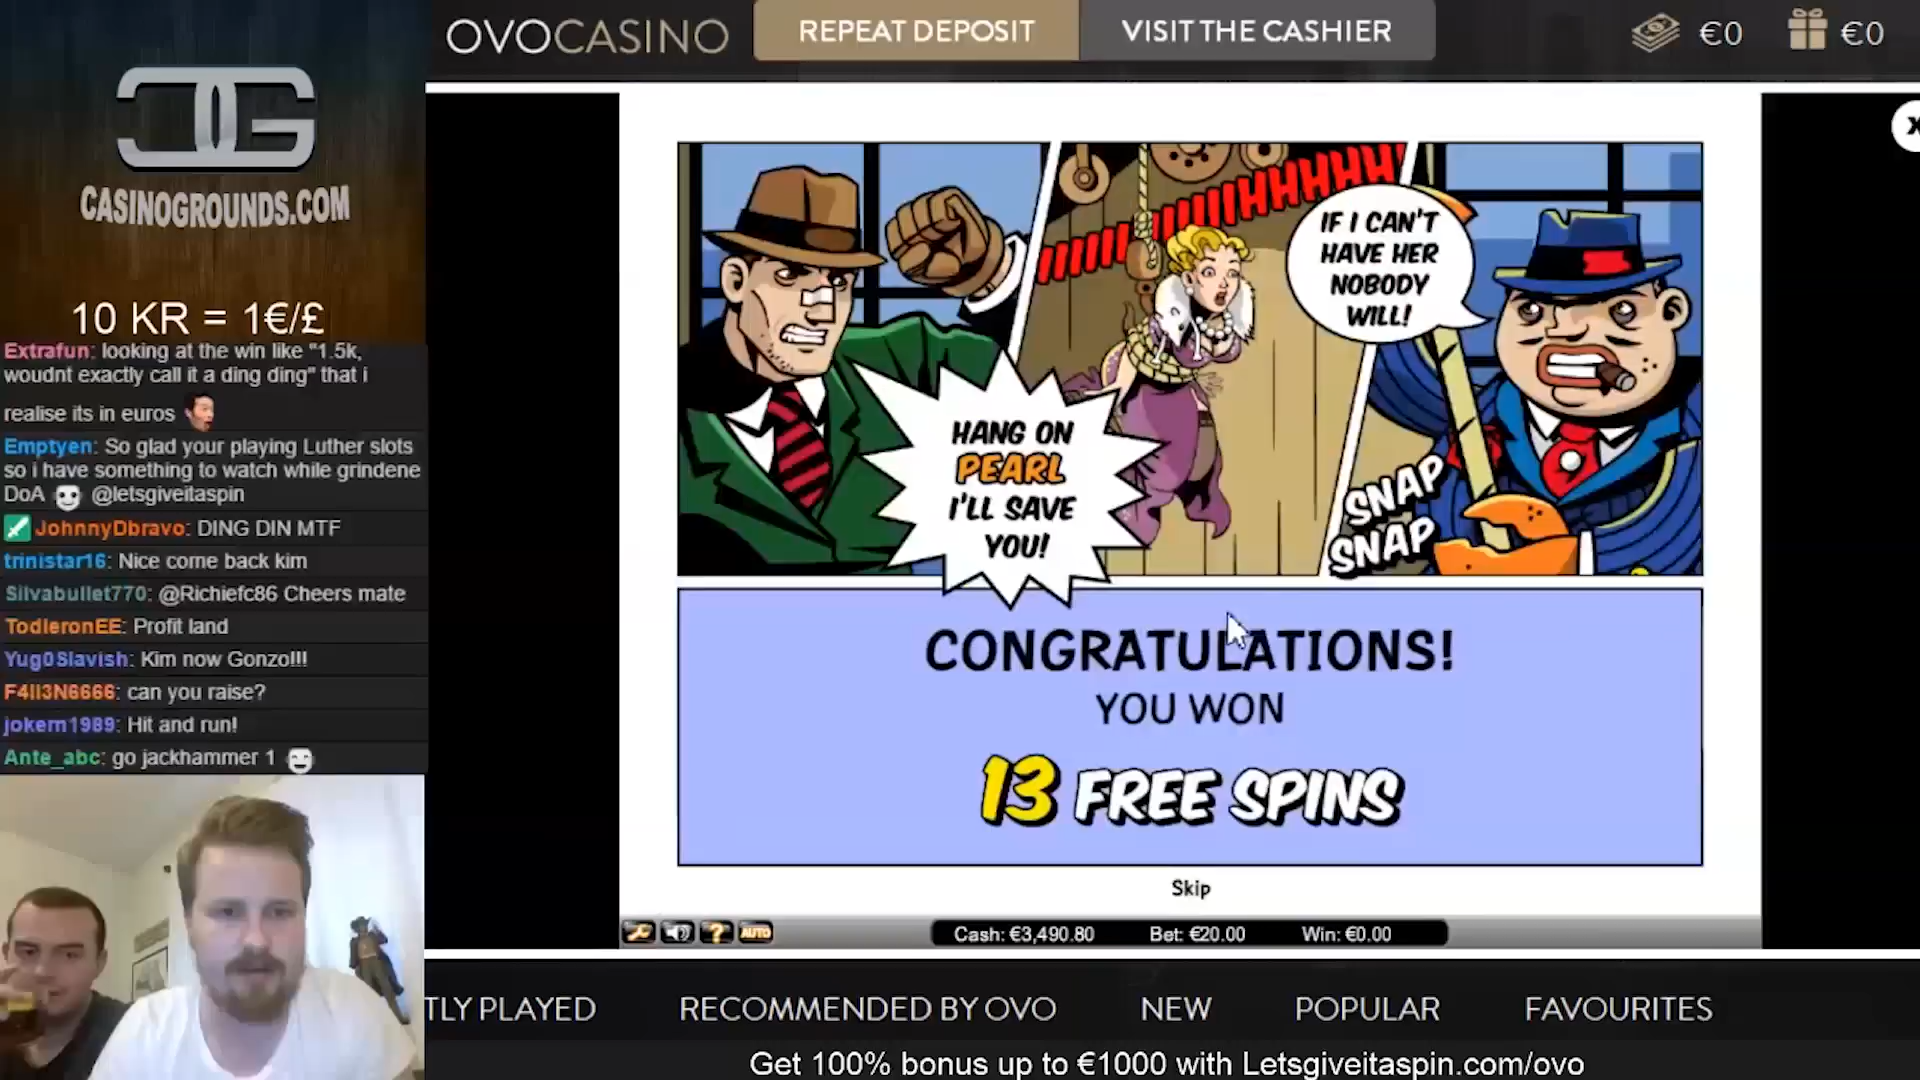 OVOCASINO
REPEAT DEPOSIT
VISIT THE CASHIER
€0
€0
CG
CASINOGROUNDS.COM
10 KR = 1€/£
Extrafun: looking at the win like "1.5k,
woudnt exactly call it a ding ding" that i
realise its in euros
Emptyen: So glad your playing Luther slots
so i have something to watch while grindene
DoA @letsgiveitaspin
JohnnyDbravo: DING DIN MTF
trinistar16: Nice come back kim
Silvabullet770: @Richiefc86 Cheers mate
TodleronEE: Profit land
Yug0Slavish: Kim now Gonzo!!!
F4ll3N6666: can you raise?
jokern1989: Hit and run!
Ante_abc: go jackhammer 1
X
HANG ON
PEARL
I'LL SAVE
YOU!
IF I CAN'T
HAVE HER
NOBODY
WILL!
SNAP
SNAP
CONGRATULATIONS!
YOU WON
13 FREE SPINS
Skip
?
AUTO
Cash: €3,490.80
Bet: €20.00
Win: €0.00
TLY PLAYED
RECOMMENDED BY OVO
NEW
POPULAR
FAVOURITES
Get 100% bonus up to €1000 with Letsgiveitaspin.com/ovo